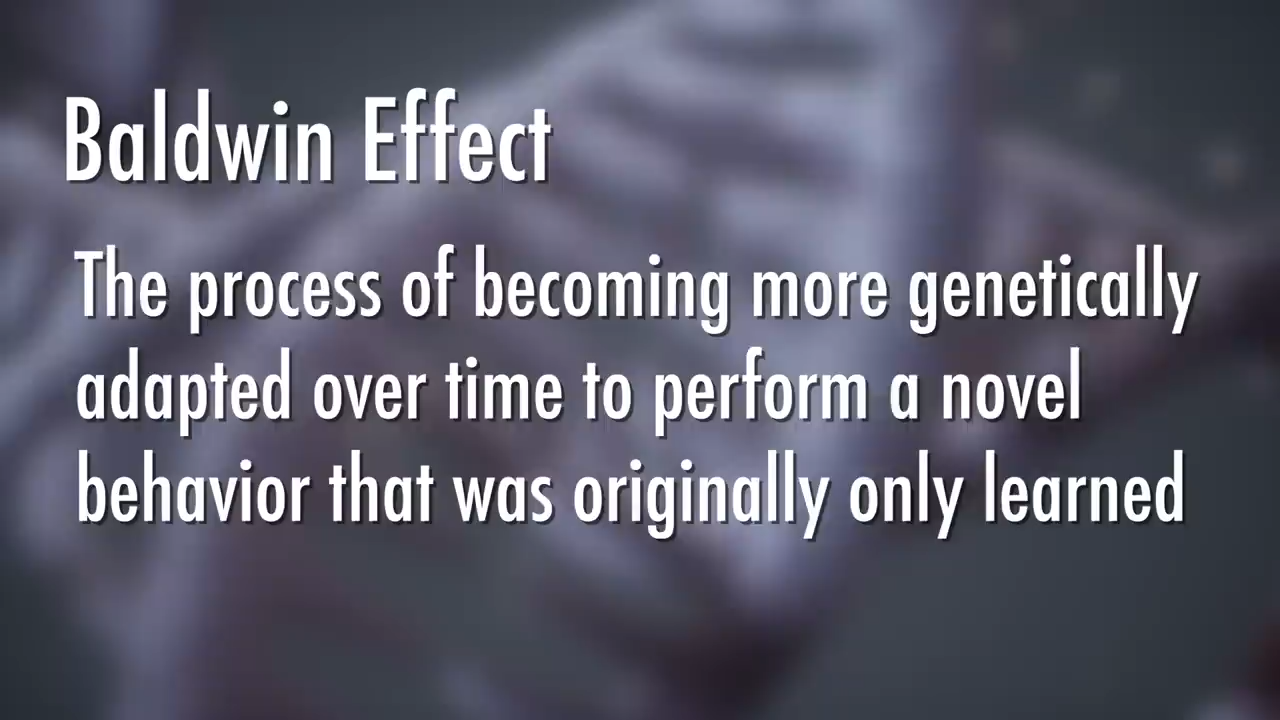 Baldwin Effect
The process of becoming more genetically
adapted over time to perform a novel
behavior that was originally only learned